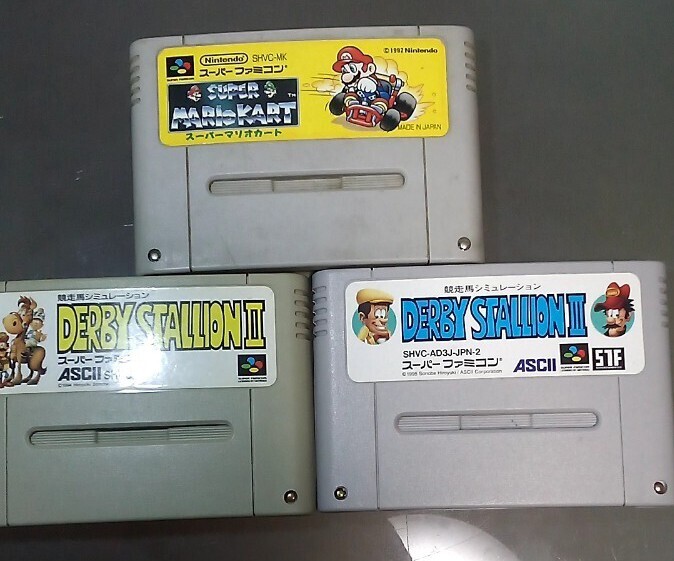 Nintendo SHVC-MK
© 1992 Nintendo
スーパーファミコン
SUPER
MARIOKART TM
スーパーマリオカート
MADE IN JAPAN
競走馬シミュレーション
DERBY STALLION II
スーパーファミ
ASCII
競走馬シミュレーション
DERBY STALLION III
SHVC-AD3J-JPN-2
スーパーファミコン ASCII